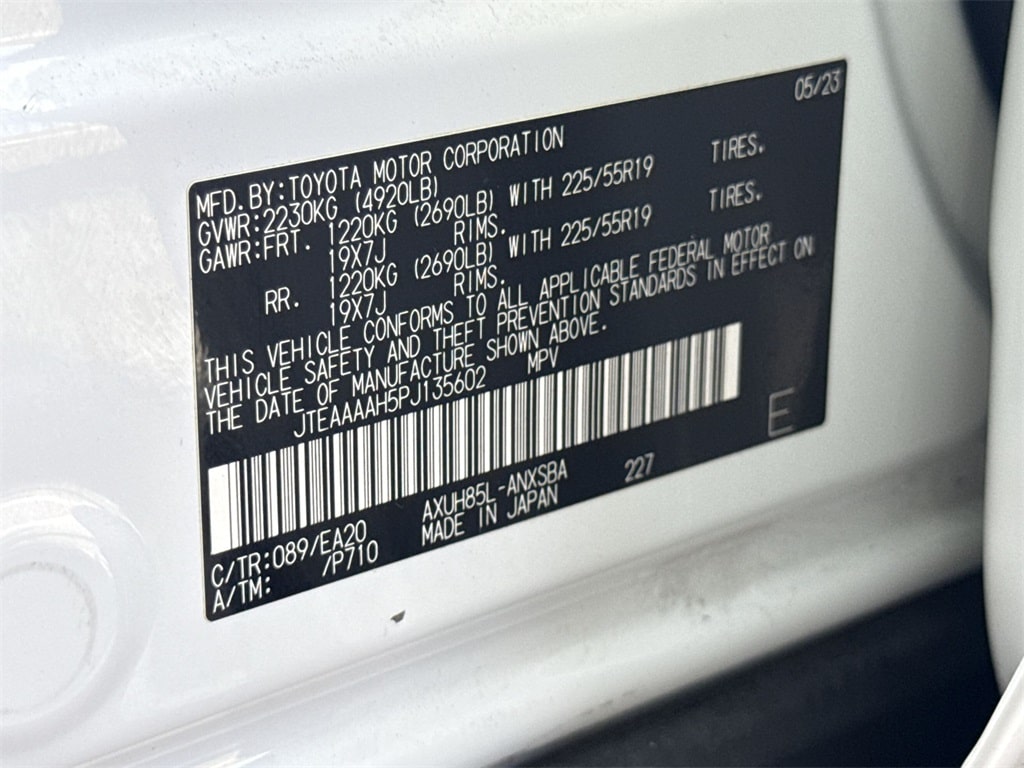 05/23
MFD.BY:TOYOTA MOTOR CORPORATION
GVWR:2230KG (4920LB)
GAWR:FRT. 1220KG (2690LB) WITH 225/55R19 TIRES.
19X7J RIMS.
RR. 1220KG (2690LB) WITH 225/55R19 TIRES.
19X7J RIMS.
THIS VEHICLE CONFORMS TO ALL APPLICABLE FEDERAL MOTOR
VEHICLE SAFETY AND THEFT PREVENTION STANDARDS IN EFFECT ON
THE DATE OF MANUFACTURE SHOWN ABOVE.
JTEAAAAH5PJ135602 MPV
E
C/TR:089/EA20 AXUH85L-ANXSBA 227
A/TM: /P710 MADE IN JAPAN